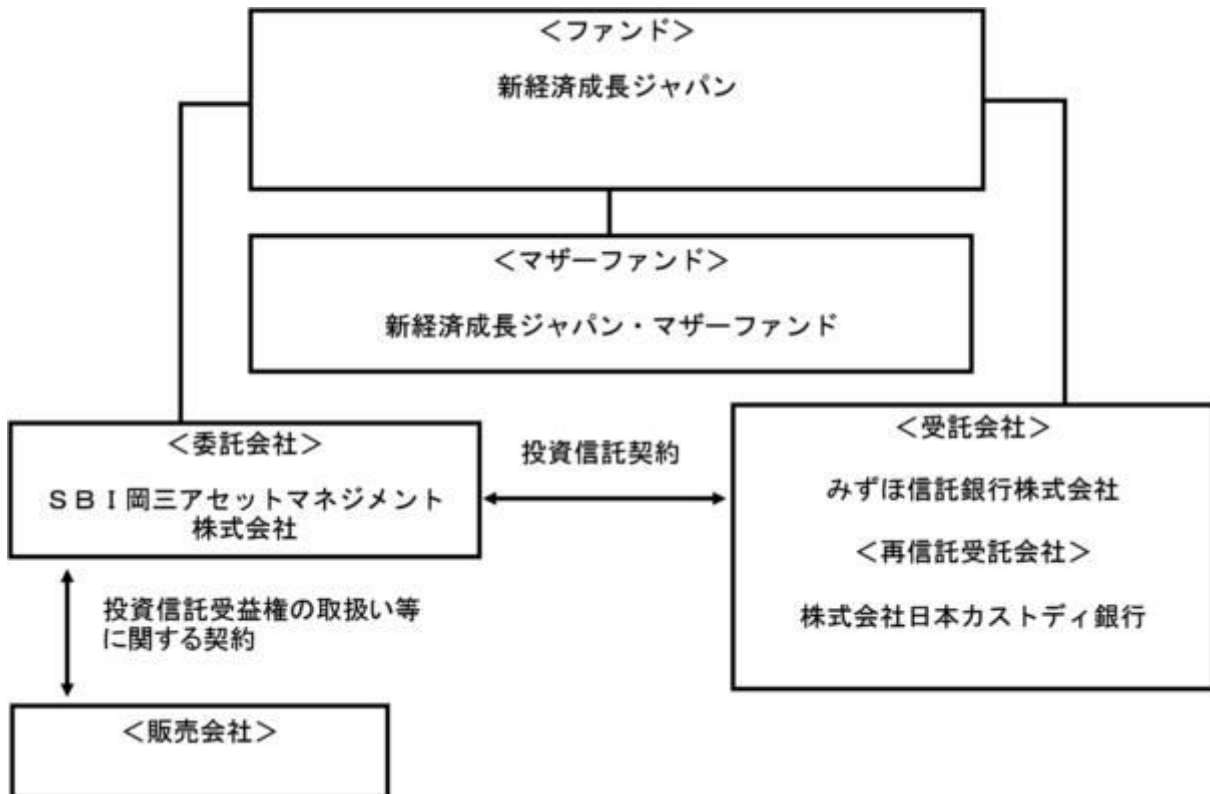 ＜ファンド＞
新経済成長ジャパン
＜マザーファンド＞
新経済成長ジャパン・マザーファンド
＜委託会社＞
ＳＢＩ岡三アセットマネジメント
株式会社
投資信託契約
＜受託会社＞
みずほ信託銀行株式会社
＜再信託受託会社＞
株式会社日本カストディ銀行
投資信託受益権の取扱い等
に関する契約
＜販売会社＞